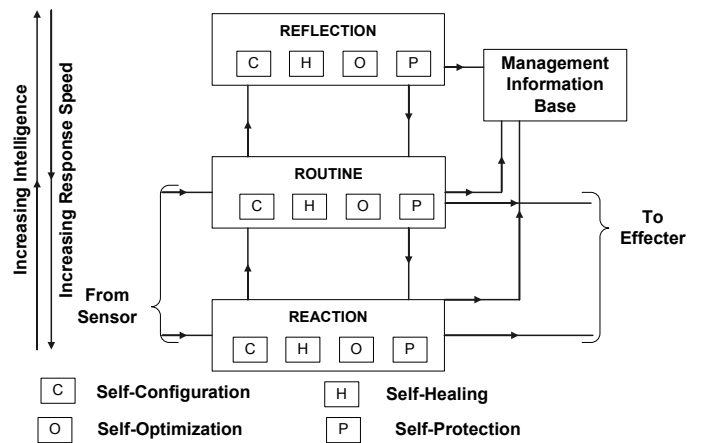 REFLECTION
C H O P
Management
Information
Base
Increasing Intelligence
Increasing Response Speed
ROUTINE
C H O P
To
Effecter
From
Sensor
REACTION
C H O P
C Self-Configuration
H Self-Healing
O Self-Optimization
P Self-Protection